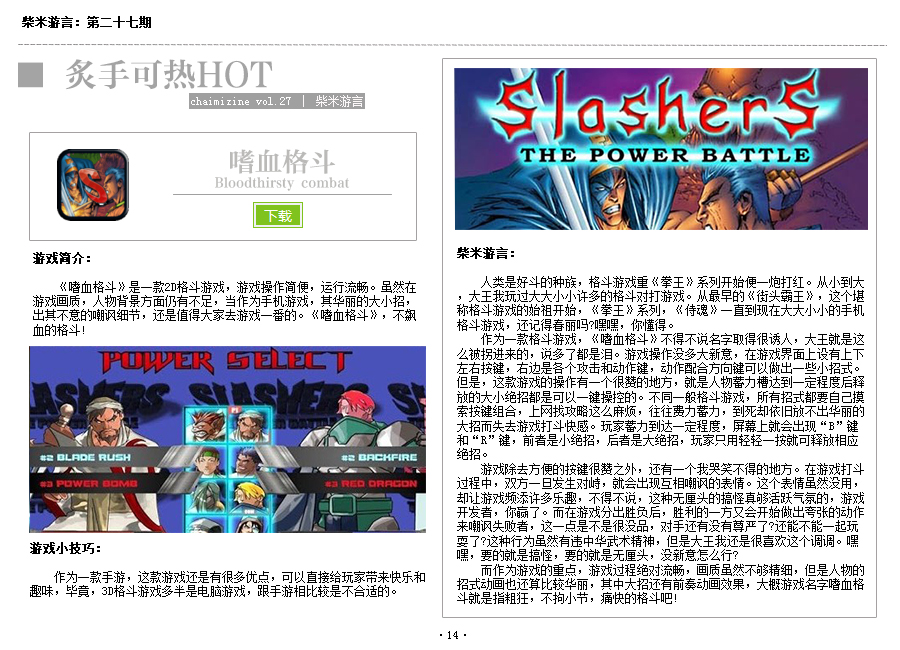 柴米游言：第二十七期
炙手可热HOT
chaimizine vol.27 | 柴米游言
嗜血格斗
Bloodthirsty combat
下载
游戏简介：
《嗜血格斗》是一款2D格斗游戏，游戏操作简便，运行流畅。虽然在
游戏画质，人物背景方面仍有不足，当作为手机游戏，其华丽的大小招，
出其不意的嘲讽细节，还是值得大家去游戏一番的。《嗜血格斗》，不飙
血的格斗！
POWER SELECT
#2 BLADE RUSH
#3 POWER BOMB
#2 BACKFIRE
#3 RED DRAGON
游戏小技巧：
作为一款手游，这款游戏还是有很多优点，可以直接给玩家带来快乐和
趣味，毕竟，3D格斗游戏多半是电脑游戏，跟手游相比较是不合适的。
Slashers
THE POWER BATTLE
柴米游言：
人类是好斗的种族，格斗游戏重《拳王》系列开始便一炮打红。从小到大
，大王我玩过大大小小许多的格斗对打游戏。从最早的《街头霸王》，这个堪
称格斗游戏的始祖开始，《拳王》系列，《侍魂》一直到现在大大小小的手机
格斗游戏，还记得春丽吗?嘿嘿，你懂得。
作为一款格斗游戏，《嗜血格斗》不得不说名字取得很诱人，大王就是这
么被拐进来的，说多了都是泪。游戏操作没多大新意，在游戏界面上设有上下
左右按键，右边是各个攻击和动作键，动作配合方向键可以做出一些小招式。
但是，这款游戏的操作有一个很赞的地方，就是人物蓄力槽达到一定程度后释
放的大小绝招都是可以一键操控的。不同一般格斗游戏，所有招式都要自己摸
索按键组合，上网找攻略这么麻烦，往往费力蓄力，到死却依旧放不出华丽的
大招而失去游戏打斗快感。玩家蓄力到达一定程度，屏幕上就会出现“B”键
和“R”键，前者是小绝招，后者是大绝招，玩家只用轻轻一按就可释放相应
绝招。
游戏除去方便的按键很赞之外，还有一个我哭笑不得的地方。在游戏打斗
过程中，双方一旦发生对峙，就会出现互相嘲讽的表情。这个表情虽然没用，
却让游戏频添许多乐趣，不得不说，这种无厘头的搞怪真够活跃气氛的，游戏
开发者，你赢了。而在游戏分出胜负后，胜利的一方又会开始做出夸张的动作
来嘲讽失败者，这一点是不是很没品，对手还有没有尊严了?还能不能一起玩
耍了?这种行为虽然有违中华武术精神，但是大王我还是很喜欢这个调调。嘿
嘿，要的就是搞怪，要的就是无厘头，没新意怎么行?
而作为游戏的重点，游戏过程绝对流畅，画质虽然不够精细，但是人物的
招式动画也还算比较华丽，其中大招还有前奏动画效果，大概游戏名字嗜血格
斗就是指粗狂，不拘小节，痛快的格斗吧!
·14·